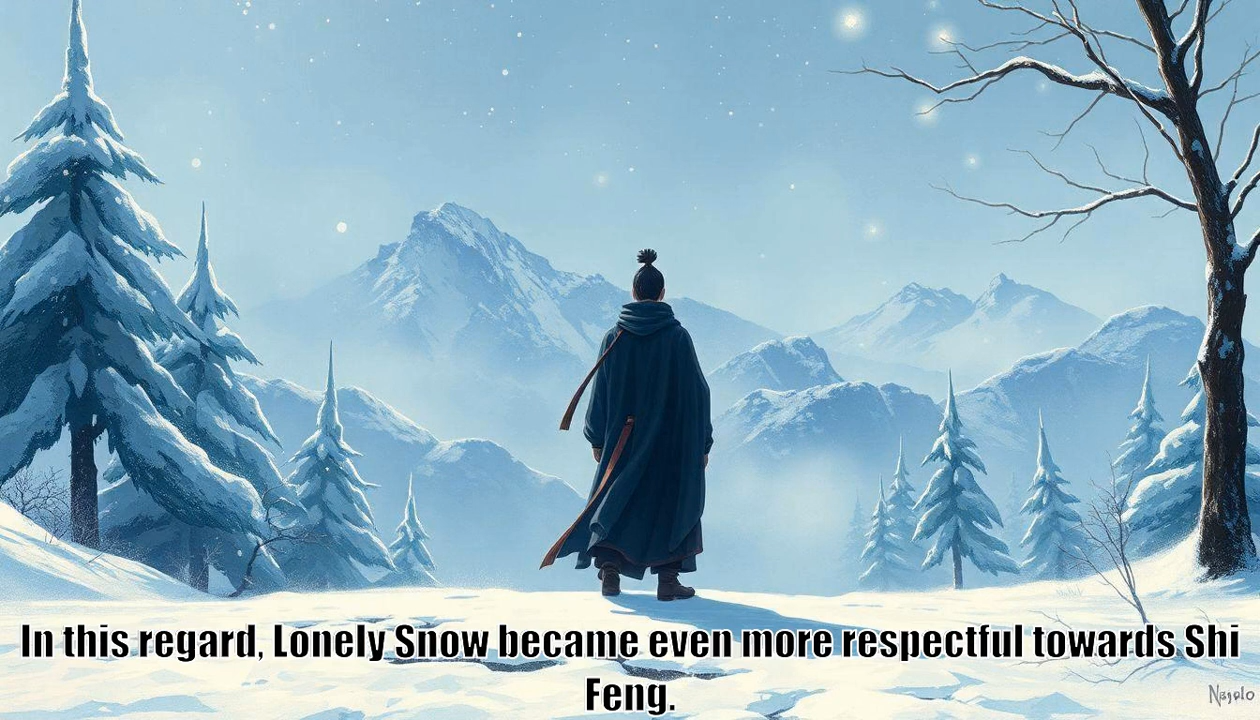 In this regard, Lonely Snow became even more respectful towards Shi
Feng.